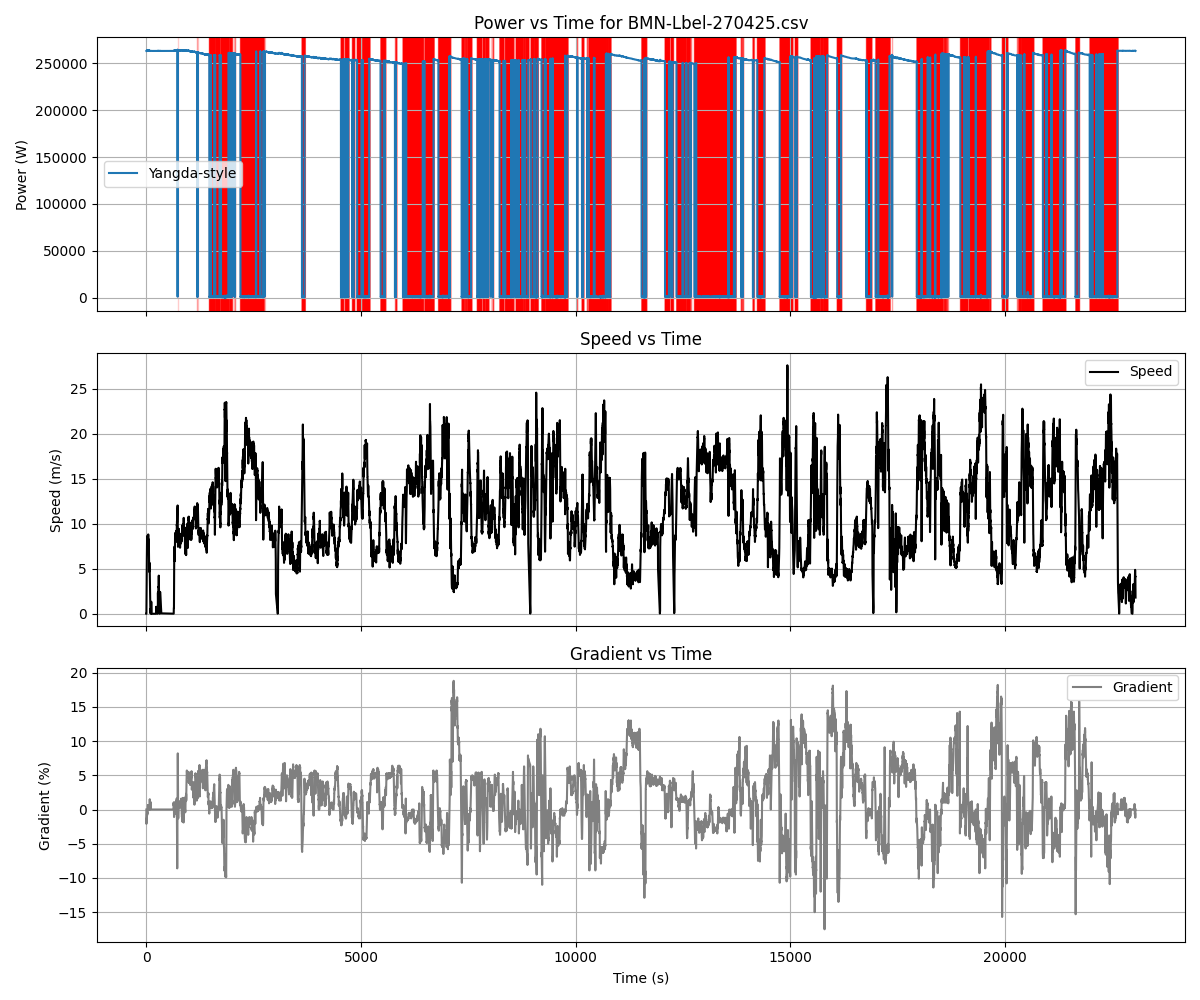 Power vs Time for BMN-Lbel-270425.csv
250000
200000
150000
100000
50000
0
Power (W)
Yangda-style
Speed vs Time
25
20
15
10
5
0
Speed (m/s)
Speed
Gradient vs Time
20
15
10
5
0
−5
−10
−15
Gradient (%)
Gradient
0 5000 10000 15000 20000
Time (s)